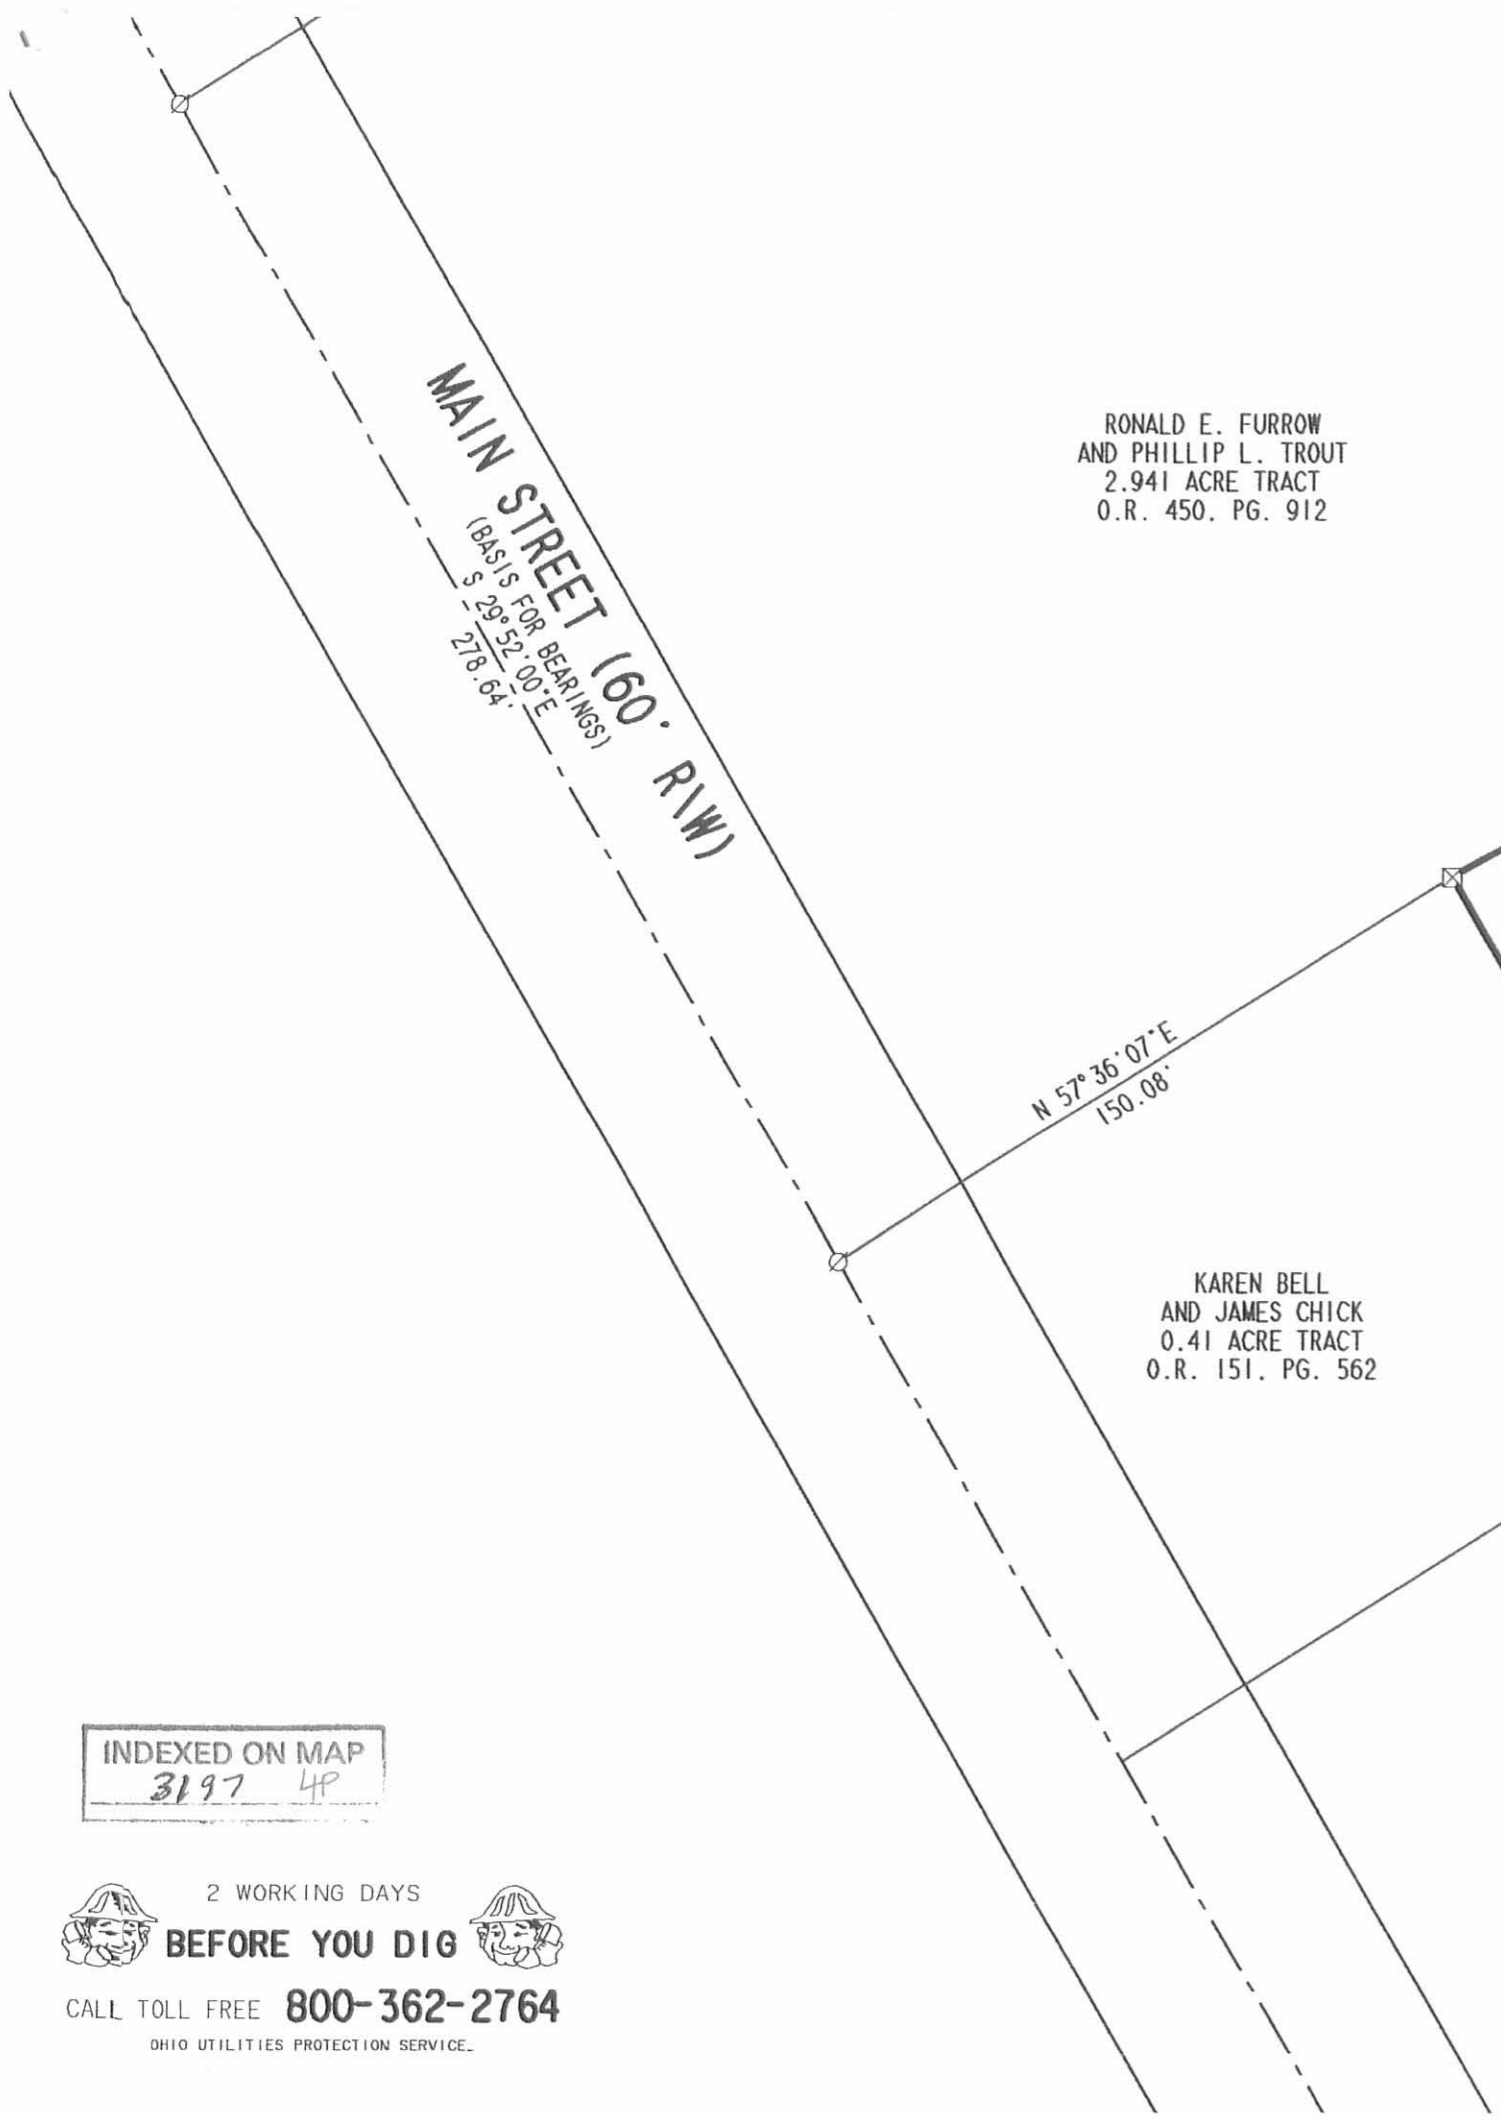 RONALD E. FURROW
AND PHILLIP L. TROUT
2.941 ACRE TRACT
O.R. 450. PG. 912
MAIN STREET (60' R\W)
(BASIS FOR BEARINGS)
S 29°52'00"E
278.64'
N 57°36'07"E
150.08'
KAREN BELL
AND JAMES CHICK
0.41 ACRE TRACT
O.R. 151. PG. 562
INDEXED ON MAP
3197 4P
2 WORKING DAYS
BEFORE YOU DIG
CALL TOLL FREE 800-362-2764
OHIO UTILITIES PROTECTION SERVICE.